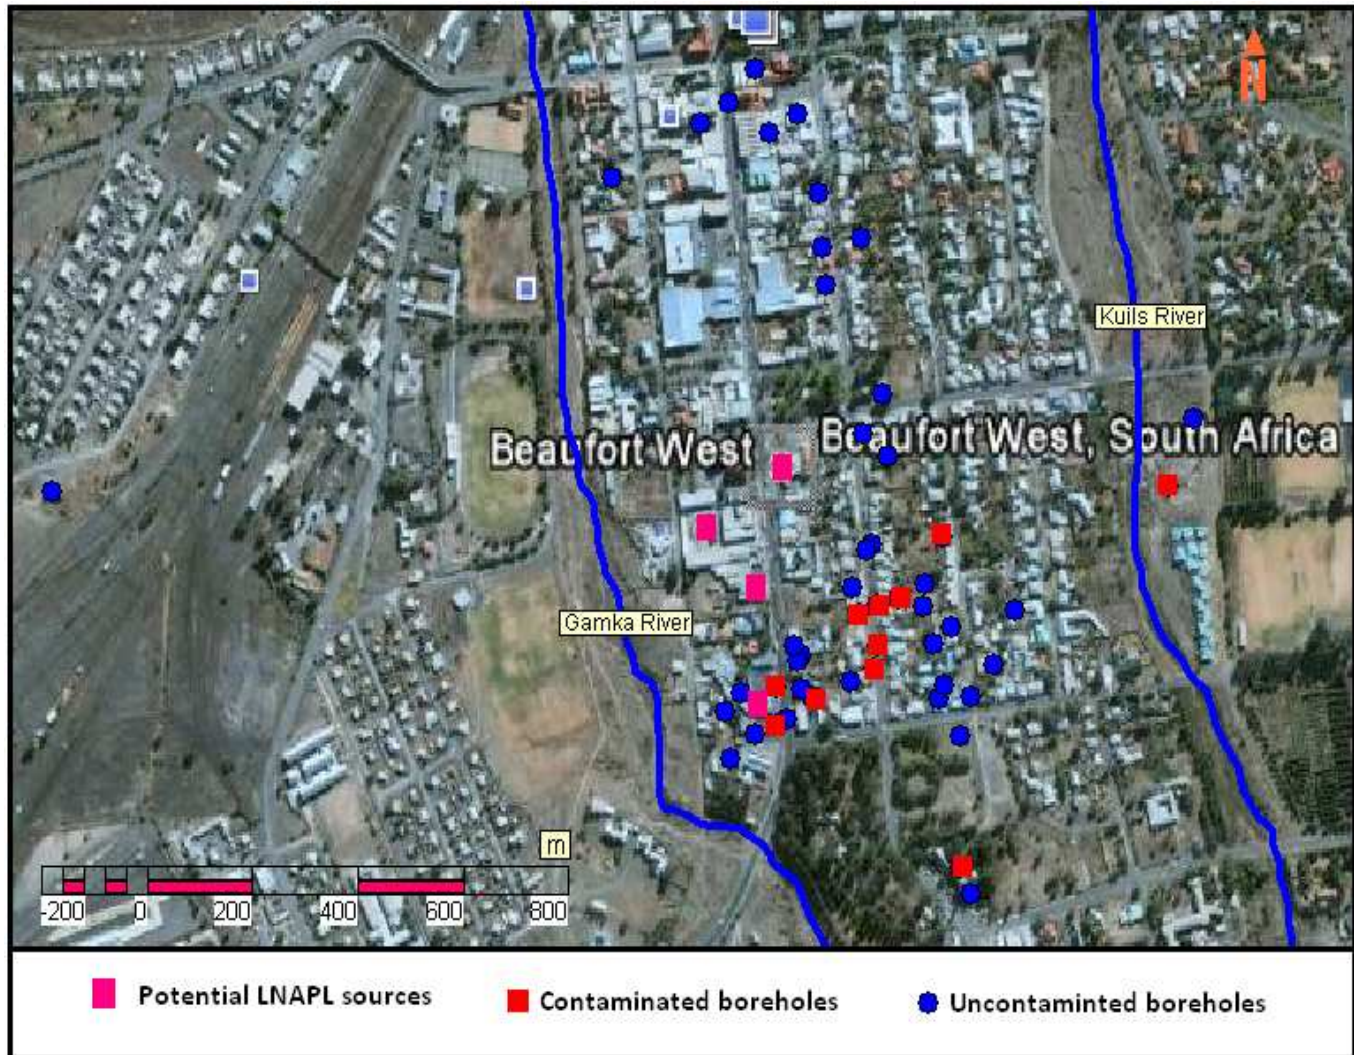 N
Kuils River
Beaufort West
Beaufort West, South Africa
Gamka River
m
-200 0 200 400 600 800
Potential LNAPL sources
Contaminated boreholes
Uncontaminted boreholes